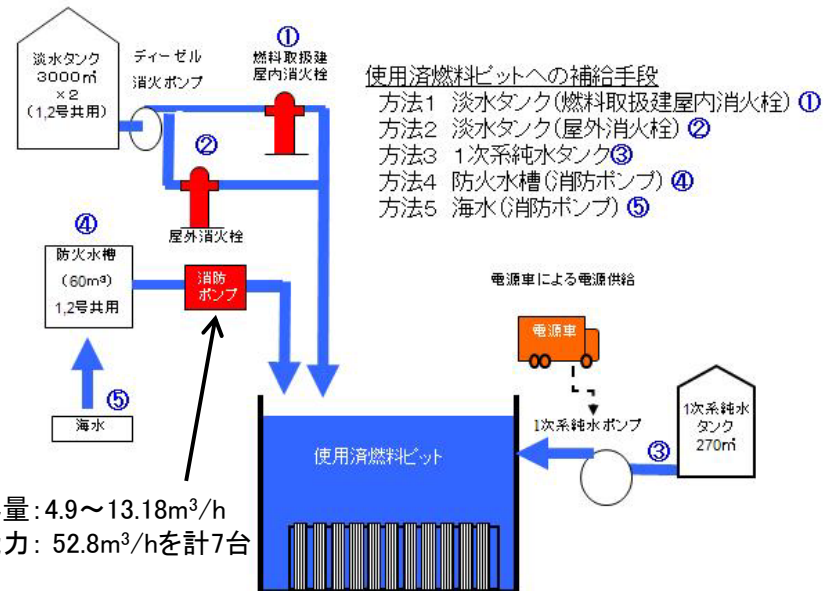 淡水タンク
3000㎥
×2
(1,2号共用)
ディーゼル
消火ポンプ
①
燃料取扱建
屋内消火栓
②
屋外消火栓
使用済燃料ピットへの補給手段
方法1 淡水タンク(燃料取扱建屋内消火栓) ①
方法2 淡水タンク(屋外消火栓) ②
方法3 1次系純水タンク③
方法4 防火水槽(消防ポンプ) ④
方法5 海水(消防ポンプ) ⑤
④
防火水槽
(60m³)
1,2号共用
消防
ポンプ
⑤
海水
電源車による電源供給
電源車
1次系純水ポンプ
③
1次系純水
タンク
270㎥
使用済燃料ピット
量:4.9～13.18m³/h
力: 52.8m³/hを計7台